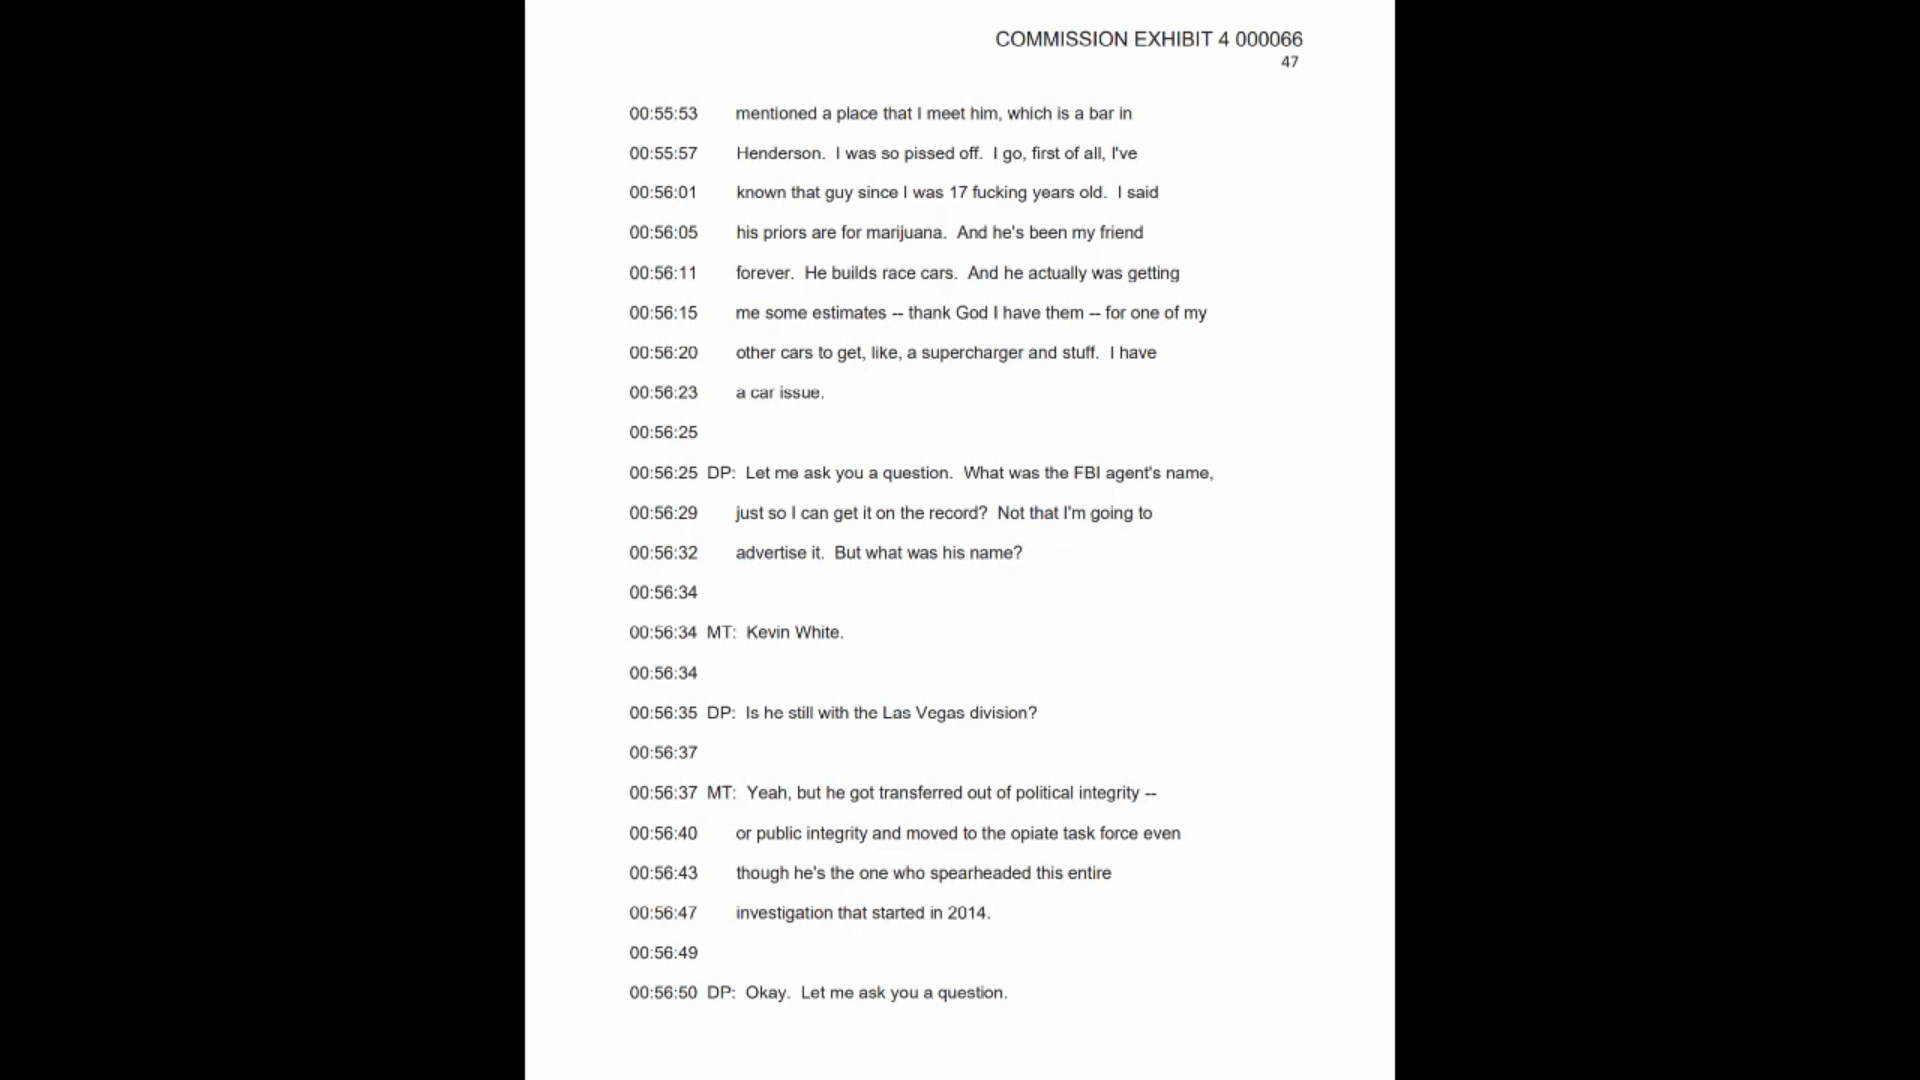 COMMISSION EXHIBIT 4 000066
47
00:55:53 mentioned a place that I meet him, which is a bar in
00:55:57 Henderson. I was so pissed off. I go, first of all, I've
00:56:01 known that guy since I was 17 fucking years old. I said
00:56:05 his priors are for marijuana. And he's been my friend
00:56:11 forever. He builds race cars. And he actually was getting
00:56:15 me some estimates -- thank God I have them -- for one of my
00:56:20 other cars to get, like, a supercharger and stuff. I have
00:56:23 a car issue.
00:56:25
00:56:25 DP: Let me ask you a question. What was the FBI agent's name,
00:56:29 just so I can get it on the record? Not that I'm going to
00:56:32 advertise it. But what was his name?
00:56:34
00:56:34 MT: Kevin White.
00:56:34
00:56:35 DP: Is he still with the Las Vegas division?
00:56:37
00:56:37 MT: Yeah, but he got transferred out of political integrity --
00:56:40 or public integrity and moved to the opiate task force even
00:56:43 though he's the one who spearheaded this entire
00:56:47 investigation that started in 2014.
00:56:49
00:56:50 DP: Okay. Let me ask you a question.